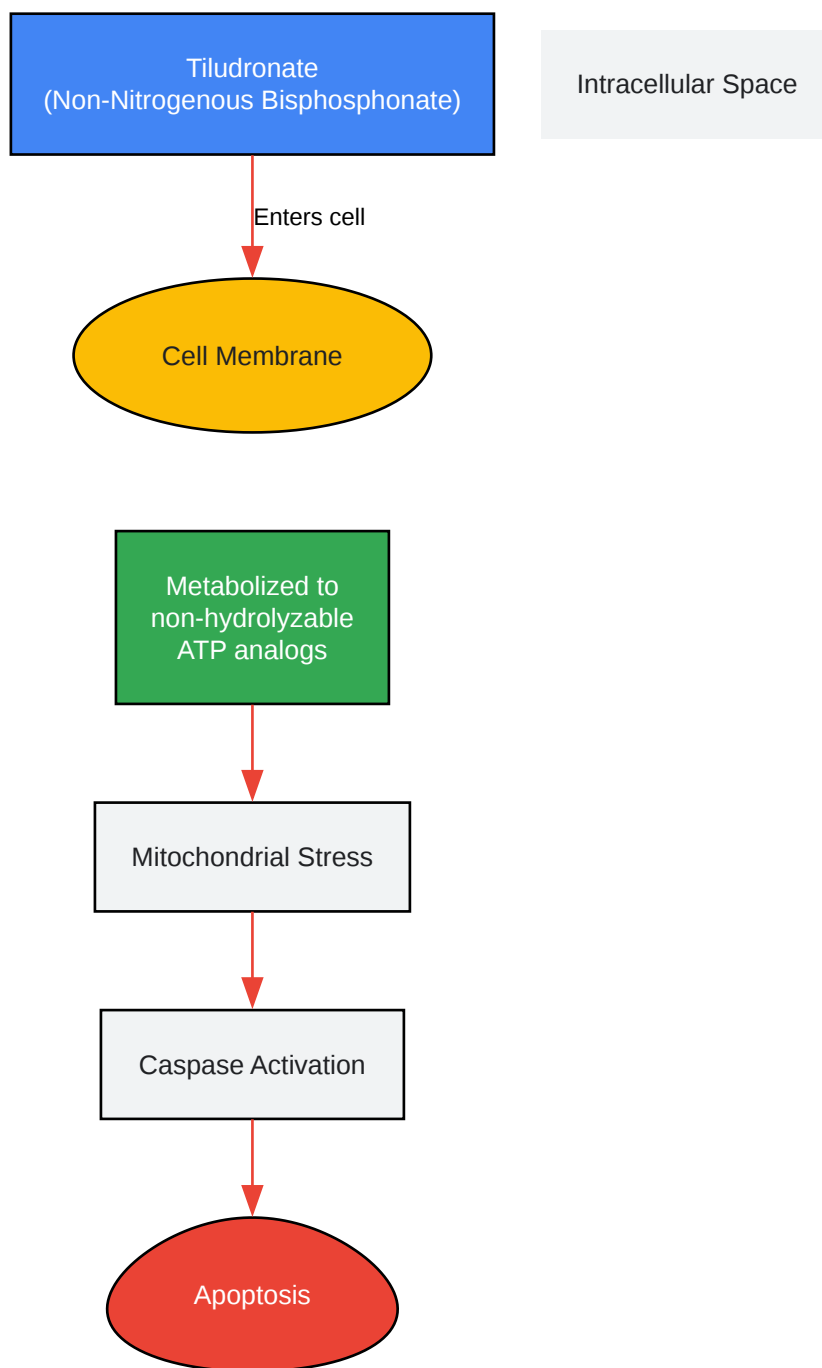 Tiludronate
(Non-Nitrogenous Bisphosphonate)
Intracellular Space
Enters cell
Cell Membrane
Metabolized to
non-hydrolyzable
ATP analogs
Mitochondrial Stress
Caspase Activation
Apoptosis